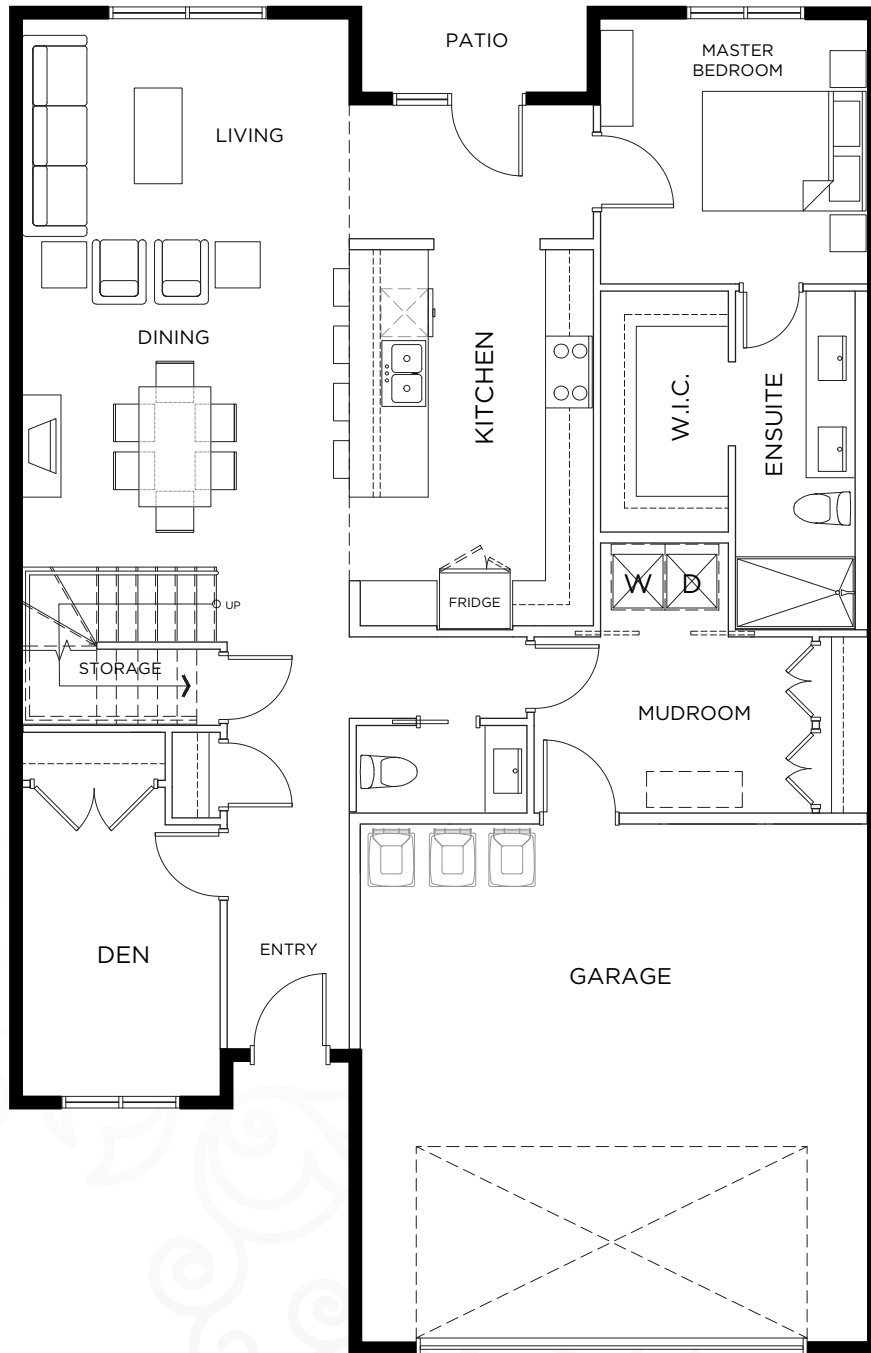 PATIO
MASTER
BEDROOM
LIVING
DINING
KITCHEN
W.I.C.
ENSUITE
W D
FRIDGE
UP
STORAGE
MUDROOM
DEN
ENTRY
GARAGE